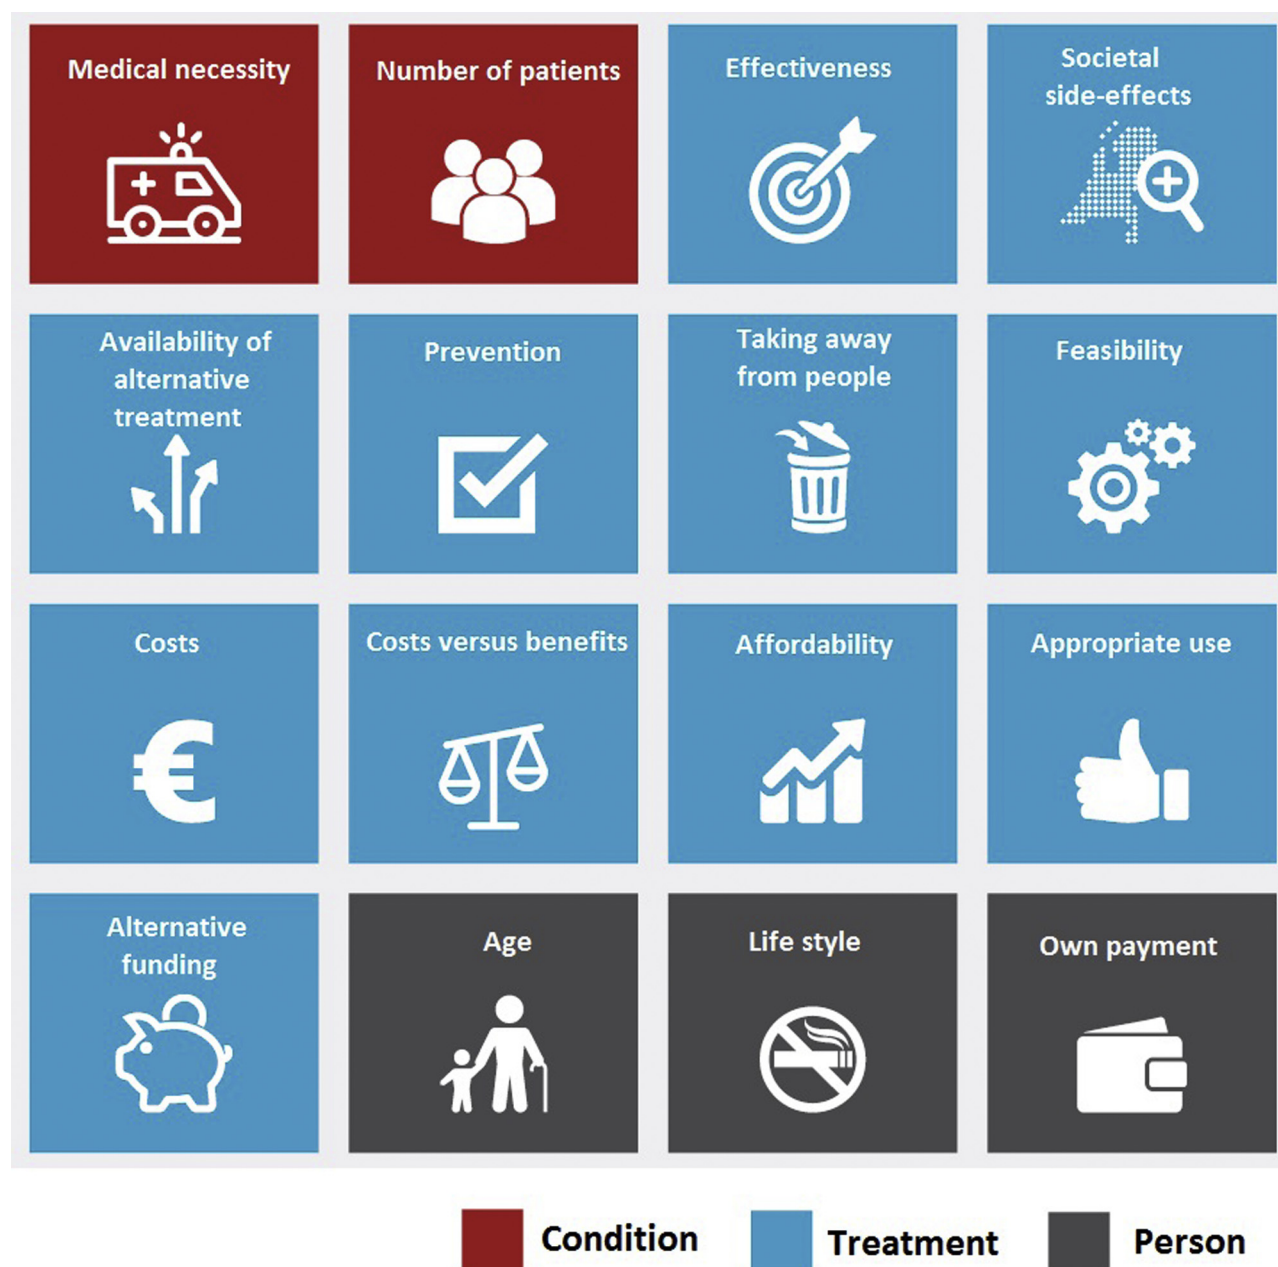 Medical necessity
Number of patients
Effectiveness
Societal
side-effects
Availability of
alternative
treatment
Prevention
Taking away
from people
Feasibility
Costs
€
Costs versus benefits
Affordability
Appropriate use
Alternative
funding
Age
Life style
Own payment
Condition
Treatment
Person